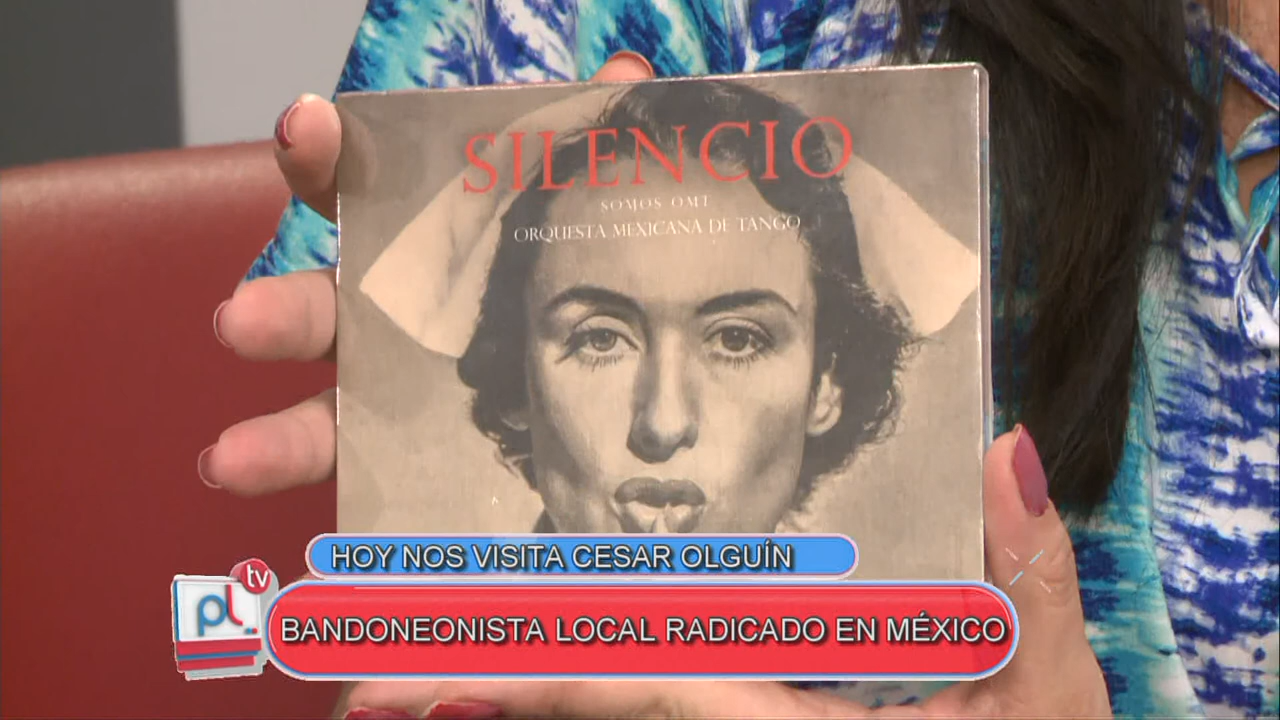 SILENCIO
SOMOS OMT
ORQUESTA MEXICANA DE TANGO
HOY NOS VISITA CESAR OLGUÍN
tv
pl
BANDONEONISTA LOCAL RADICADO EN MÉXICO